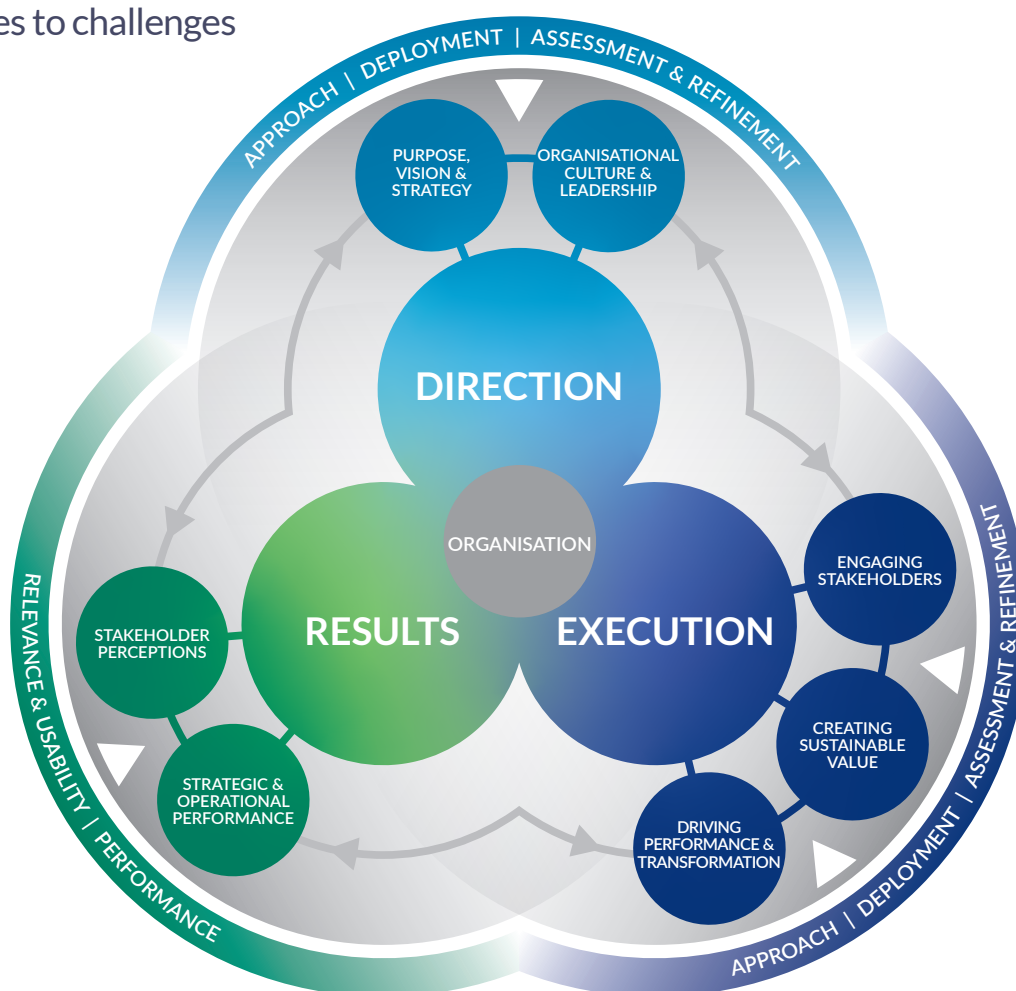 es to challenges
APPROACH | DEPLOYMENT | ASSESSMENT & REFINEMENT
PURPOSE,
VISION &
STRATEGY
ORGANISATIONAL
CULTURE &
LEADERSHIP
DIRECTION
ORGANISATION
RESULTS
EXECUTION
ENGAGING
STAKEHOLDERS
CREATING
SUSTAINABLE
VALUE
DRIVING
PERFORMANCE &
TRANSFORMATION
APPROACH | DEPLOYMENT | ASSESSMENT & REFINEMENT
STAKEHOLDER
PERCEPTIONS
STRATEGIC &
OPERATIONAL
PERFORMANCE
RELEVANCE & USABILITY | PERFORMANCE